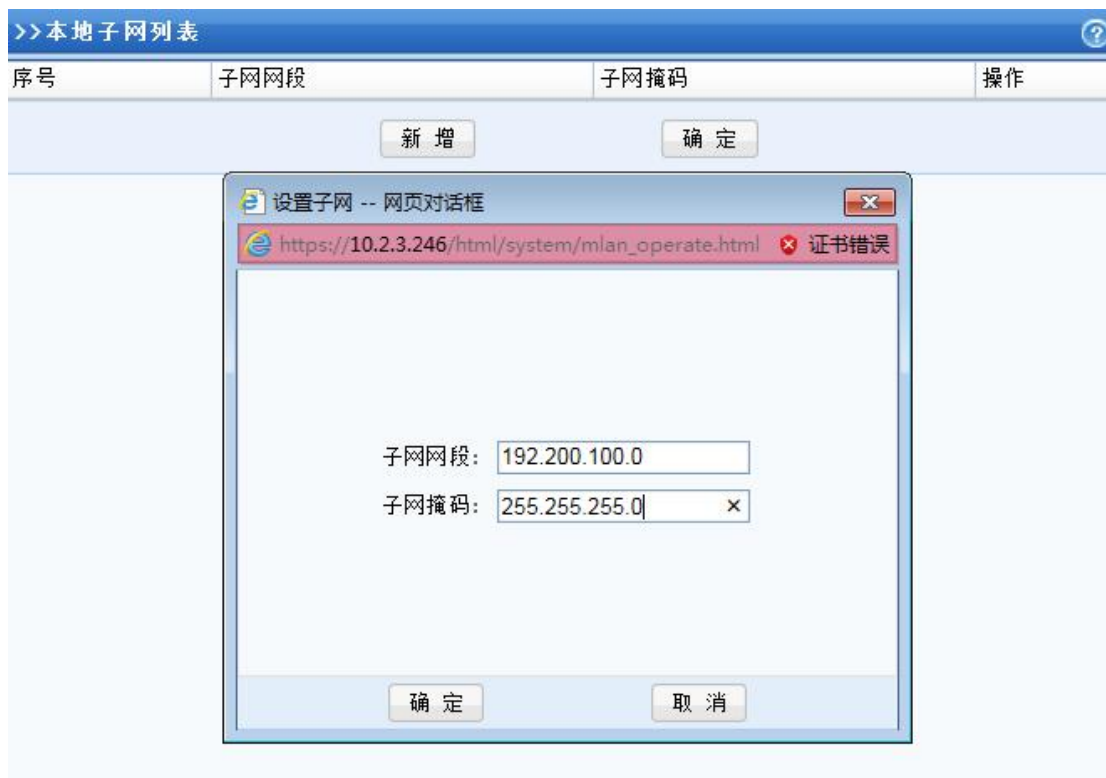 >>本地子网列表
序号 子网网段 子网掩码 操作
新 增 确 定
设置子网 -- 网页对话框
https://10.2.3.246/html/system/mlan_operate.html 证书错误
子网网段: 192.200.100.0
子网掩码: 255.255.255.0
确 定 取 消